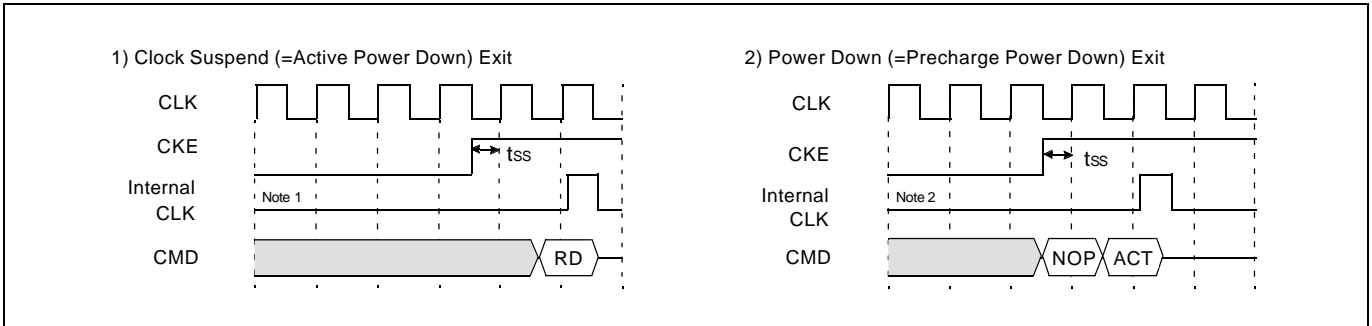 1) Clock Suspend (=Active Power Down) Exit
CLK
CKE
tSS
Internal
CLK
Note 1
CMD
RD
2) Power Down (=Precharge Power Down) Exit
CLK
CKE
tSS
Internal
CLK
Note 2
CMD
NOP
ACT